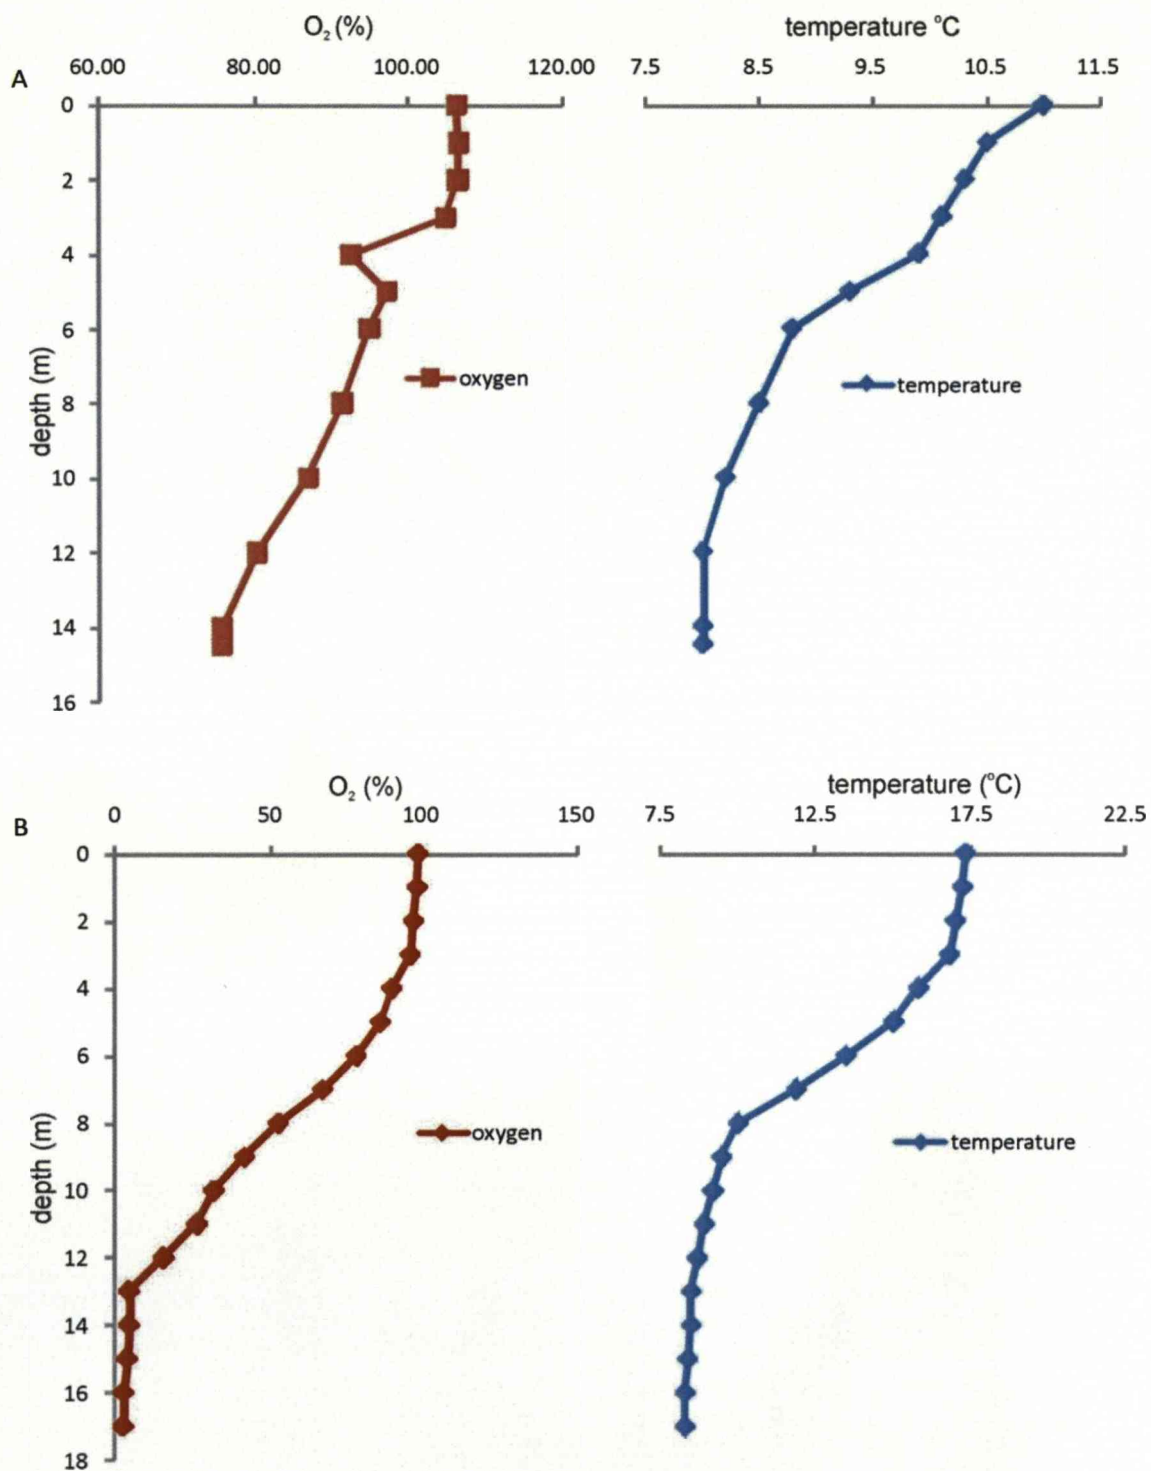 O₂ (%)
temperature °C
A
60.00 80.00 100.00 120.00
7.5 8.5 9.5 10.5 11.5
0
2
4
6
8
10
12
14
16
depth (m)
oxygen
temperature
O₂ (%)
temperature (°C)
B
0 50 100 150
7.5 12.5 17.5 22.5
0
2
4
6
8
10
12
14
16
18
depth (m)
oxygen
temperature